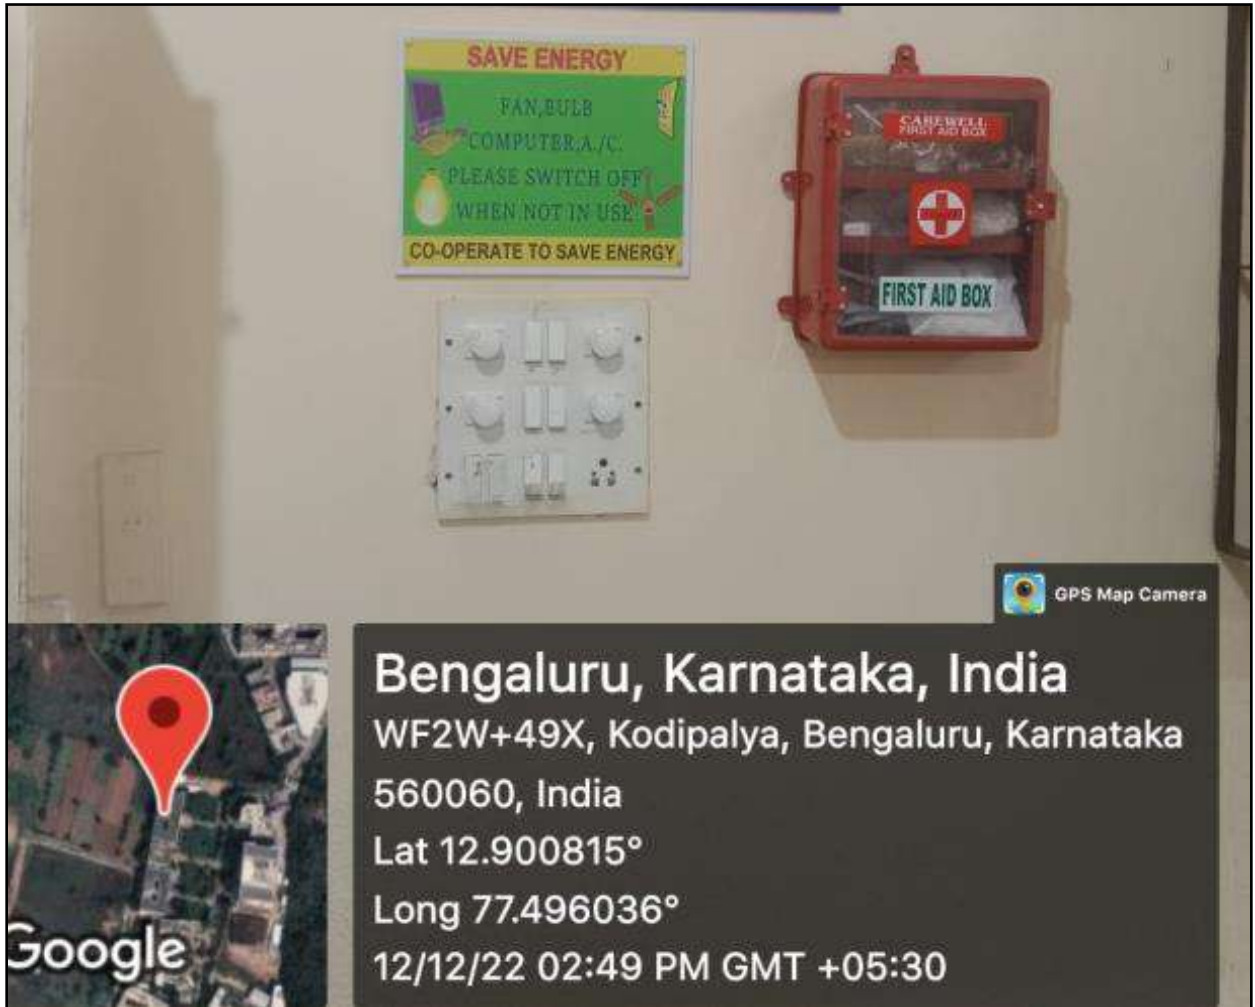 SAVE ENERGY
FAN,BULB
COMPUTER,A./C.
PLEASE SWITCH OFF
WHEN NOT IN USE
CO-OPERATE TO SAVE ENERGY
CAREWELL
FIRST AID BOX
FIRST AID BOX
GPS Map Camera
Bengaluru, Karnataka, India
WF2W+49X, Kodipalya, Bengaluru, Karnataka
560060, India
Lat 12.900815°
Long 77.496036°
12/12/22 02:49 PM GMT +05:30
Google